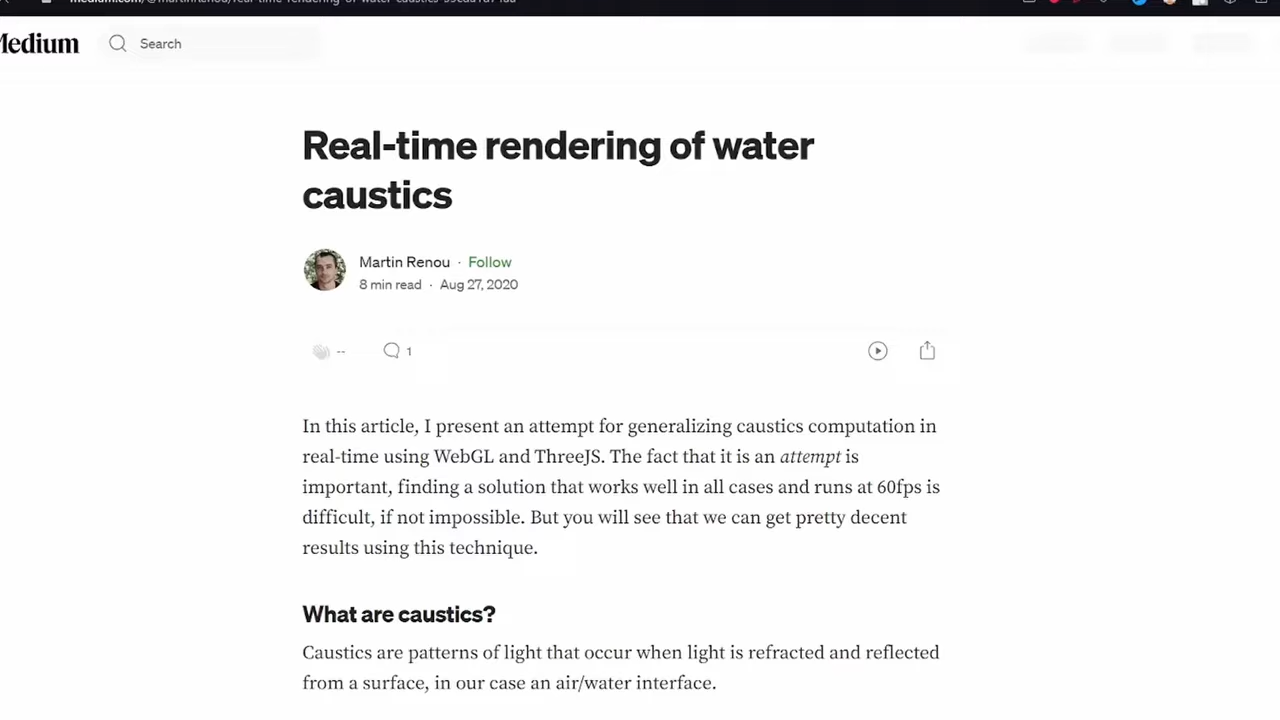 Medium
Search
Real-time rendering of water
caustics
Martin Renou · Follow
8 min read · Aug 27, 2020
-- 1
In this article, I present an attempt for generalizing caustics computation in
real-time using WebGL and ThreeJS. The fact that it is an attempt is
important, finding a solution that works well in all cases and runs at 60fps is
difficult, if not impossible. But you will see that we can get pretty decent
results using this technique.
What are caustics?
Caustics are patterns of light that occur when light is refracted and reflected
from a surface, in our case an air/water interface.